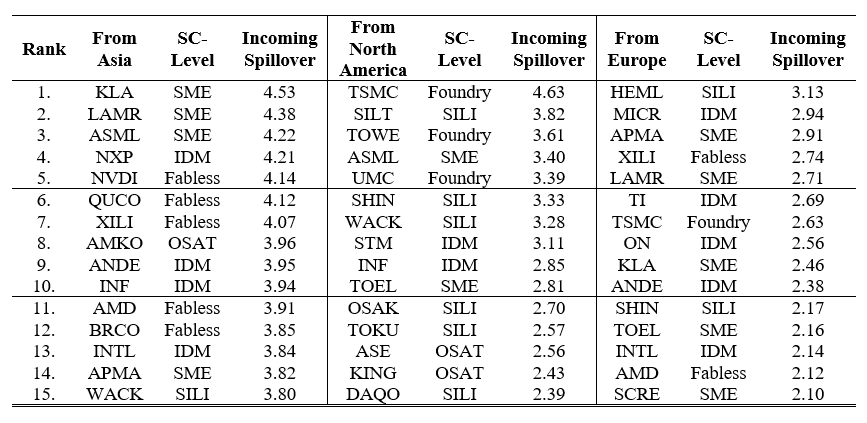 Rank From Asia SC-Level Incoming Spillover From North America SC-Level Incoming Spillover From Europe SC-Level Incoming Spillover
1. KLA SME 4.53 TSMC Foundry 4.63 HEML SILI 3.13
2. LAMR SME 4.38 SILT SILI 3.82 MICR IDM 2.94
3. ASML SME 4.22 TOWE Foundry 3.61 APMA SME 2.91
4. NXP IDM 4.21 ASML SME 3.40 XILI Fabless 2.74
5. NVDI Fabless 4.14 UMC Foundry 3.39 LAMR SME 2.71
6. QUCO Fabless 4.12 SHIN SILI 3.33 TI IDM 2.69
7. XILI Fabless 4.07 WACK SILI 3.28 TSMC Foundry 2.63
8. AMKO OSAT 3.96 STM IDM 3.11 ON IDM 2.56
9. ANDE IDM 3.95 INF IDM 2.85 KLA SME 2.46
10. INF IDM 3.94 TOEL SME 2.81 ANDE IDM 2.38
11. AMD Fabless 3.91 OSAK SILI 2.70 SHIN SILI 2.17
12. BRCO Fabless 3.85 TOKU SILI 2.57 TOEL SME 2.16
13. INTL IDM 3.84 ASE OSAT 2.56 INTL IDM 2.14
14. APMA SME 3.82 KING OSAT 2.43 AMD Fabless 2.12
15. WACK SILI 3.80 DAQO SILI 2.39 SCRE SME 2.10